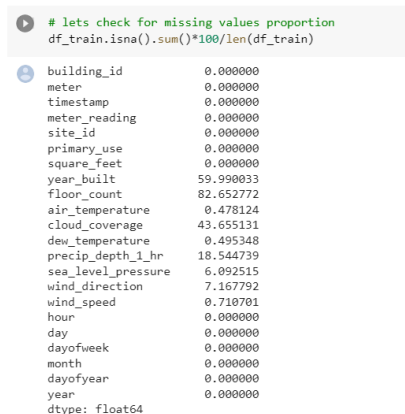 # lets check for missing values proportion
df_train.isna().sum()*100/len(df_train)
building_id 0.000000
meter 0.000000
timestamp 0.000000
meter_reading 0.000000
site_id 0.000000
primary_use 0.000000
square_feet 0.000000
year_built 59.990033
floor_count 82.652772
air_temperature 0.478124
cloud_coverage 43.655131
dew_temperature 0.495348
precip_depth_1_hr 18.544739
sea_level_pressure 6.092515
wind_direction 7.167792
wind_speed 0.710701
hour 0.000000
day 0.000000
dayofweek 0.000000
month 0.000000
dayofyear 0.000000
year 0.000000
dtype: float64